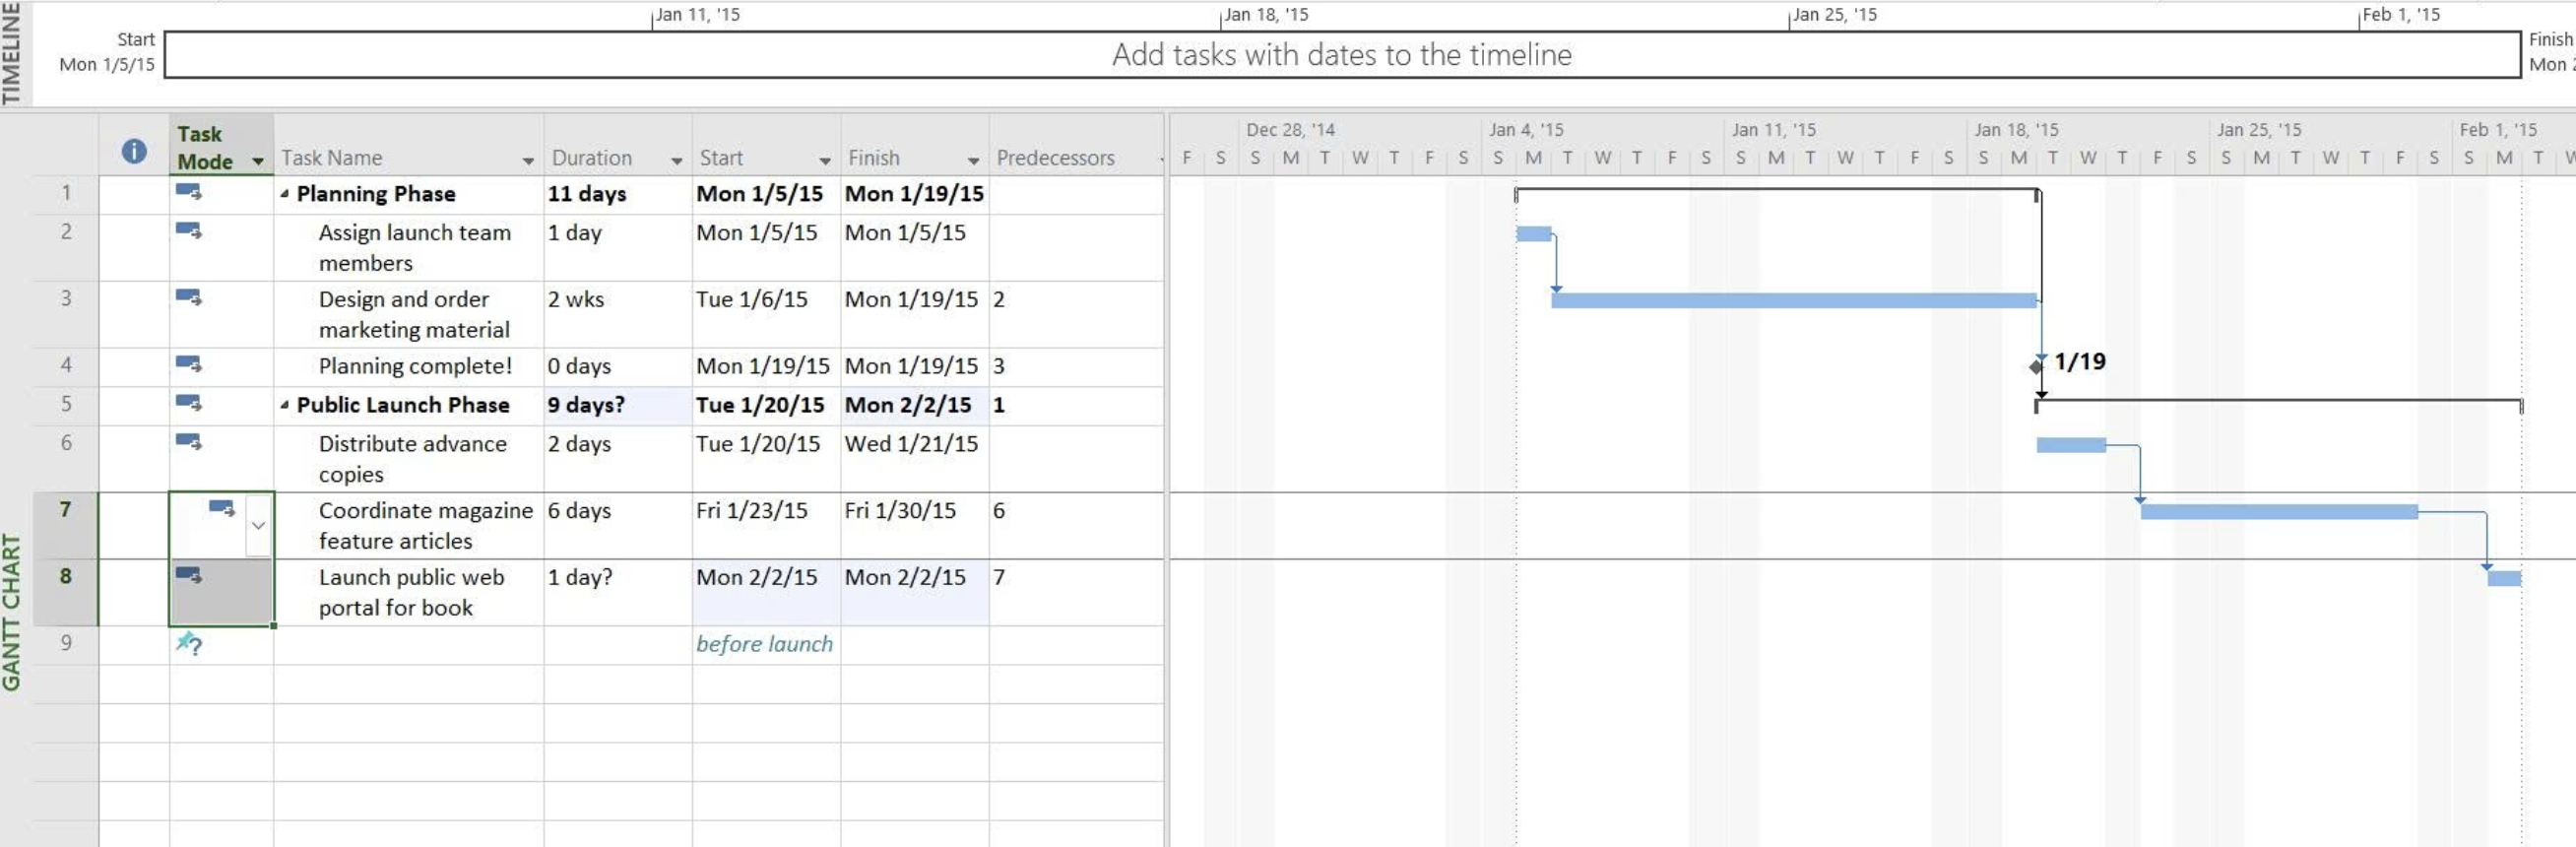 TIMELINE
Jan 11, '15 Jan 18, '15 Jan 25, '15 Feb 1, '15
Start
Mon 1/5/15
Add tasks with dates to the timeline
Finish
Mon
GANTT CHART
Task Mode Task Name Duration Start Finish Predecessors
Dec 28, '14 Jan 4, '15 Jan 11, '15 Jan 18, '15 Jan 25, '15 Feb 1, '15
F S S M T W T F S S M T W T F S S M T W T F S S M T W T F S S M T W T F S S M T W
1 Planning Phase 11 days Mon 1/5/15 Mon 1/19/15
2 Assign launch team members 1 day Mon 1/5/15 Mon 1/5/15
3 Design and order marketing material 2 wks Tue 1/6/15 Mon 1/19/15 2
4 Planning complete! 0 days Mon 1/19/15 Mon 1/19/15 3
1/19
5 Public Launch Phase 9 days? Tue 1/20/15 Mon 2/2/15 1
6 Distribute advance copies 2 days Tue 1/20/15 Wed 1/21/15
7 Coordinate magazine feature articles 6 days Fri 1/23/15 Fri 1/30/15 6
8 Launch public web portal for book 1 day? Mon 2/2/15 Mon 2/2/15 7
9 before launch